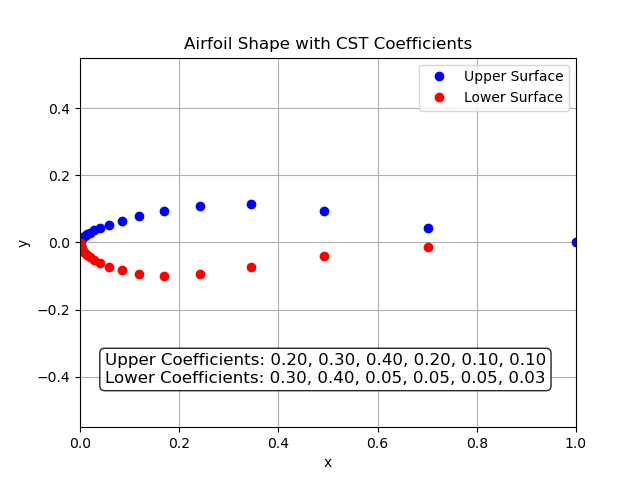 Airfoil Shape with CST Coefficients
Upper Surface
Lower Surface
0.4
0.2
0.0
−0.2
−0.4
y
Upper Coefficients: 0.20, 0.30, 0.40, 0.20, 0.10, 0.10
Lower Coefficients: 0.30, 0.40, 0.05, 0.05, 0.05, 0.03
0.0 0.2 0.4 0.6 0.8 1.0
x